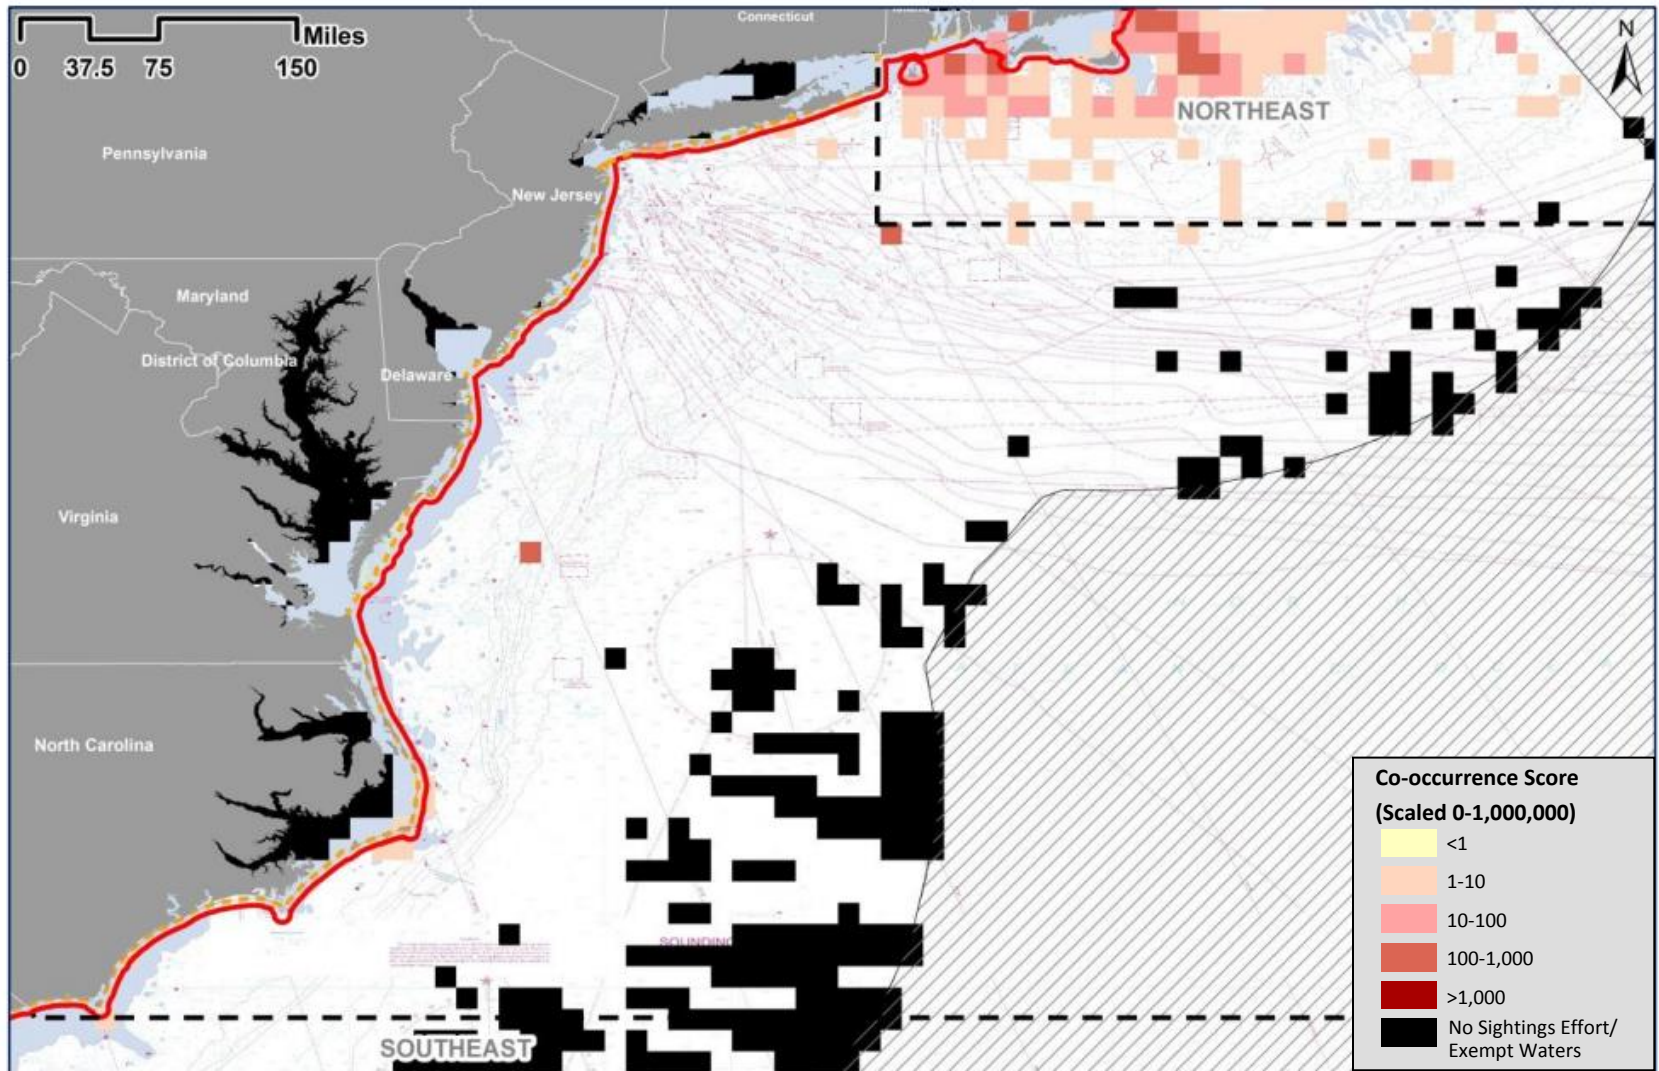 Connecticut
Miles
0 37.5 75 150
N
NORTHEAST
Pennsylvania
New Jersey
Maryland
District of Columbia
Delaware
Virginia
North Carolina
SOUNDING
SOUTHEAST
Co-occurrence Score
(Scaled 0-1,000,000)
<1
1-10
10-100
100-1,000
>1,000
No Sightings Effort/
Exempt Waters